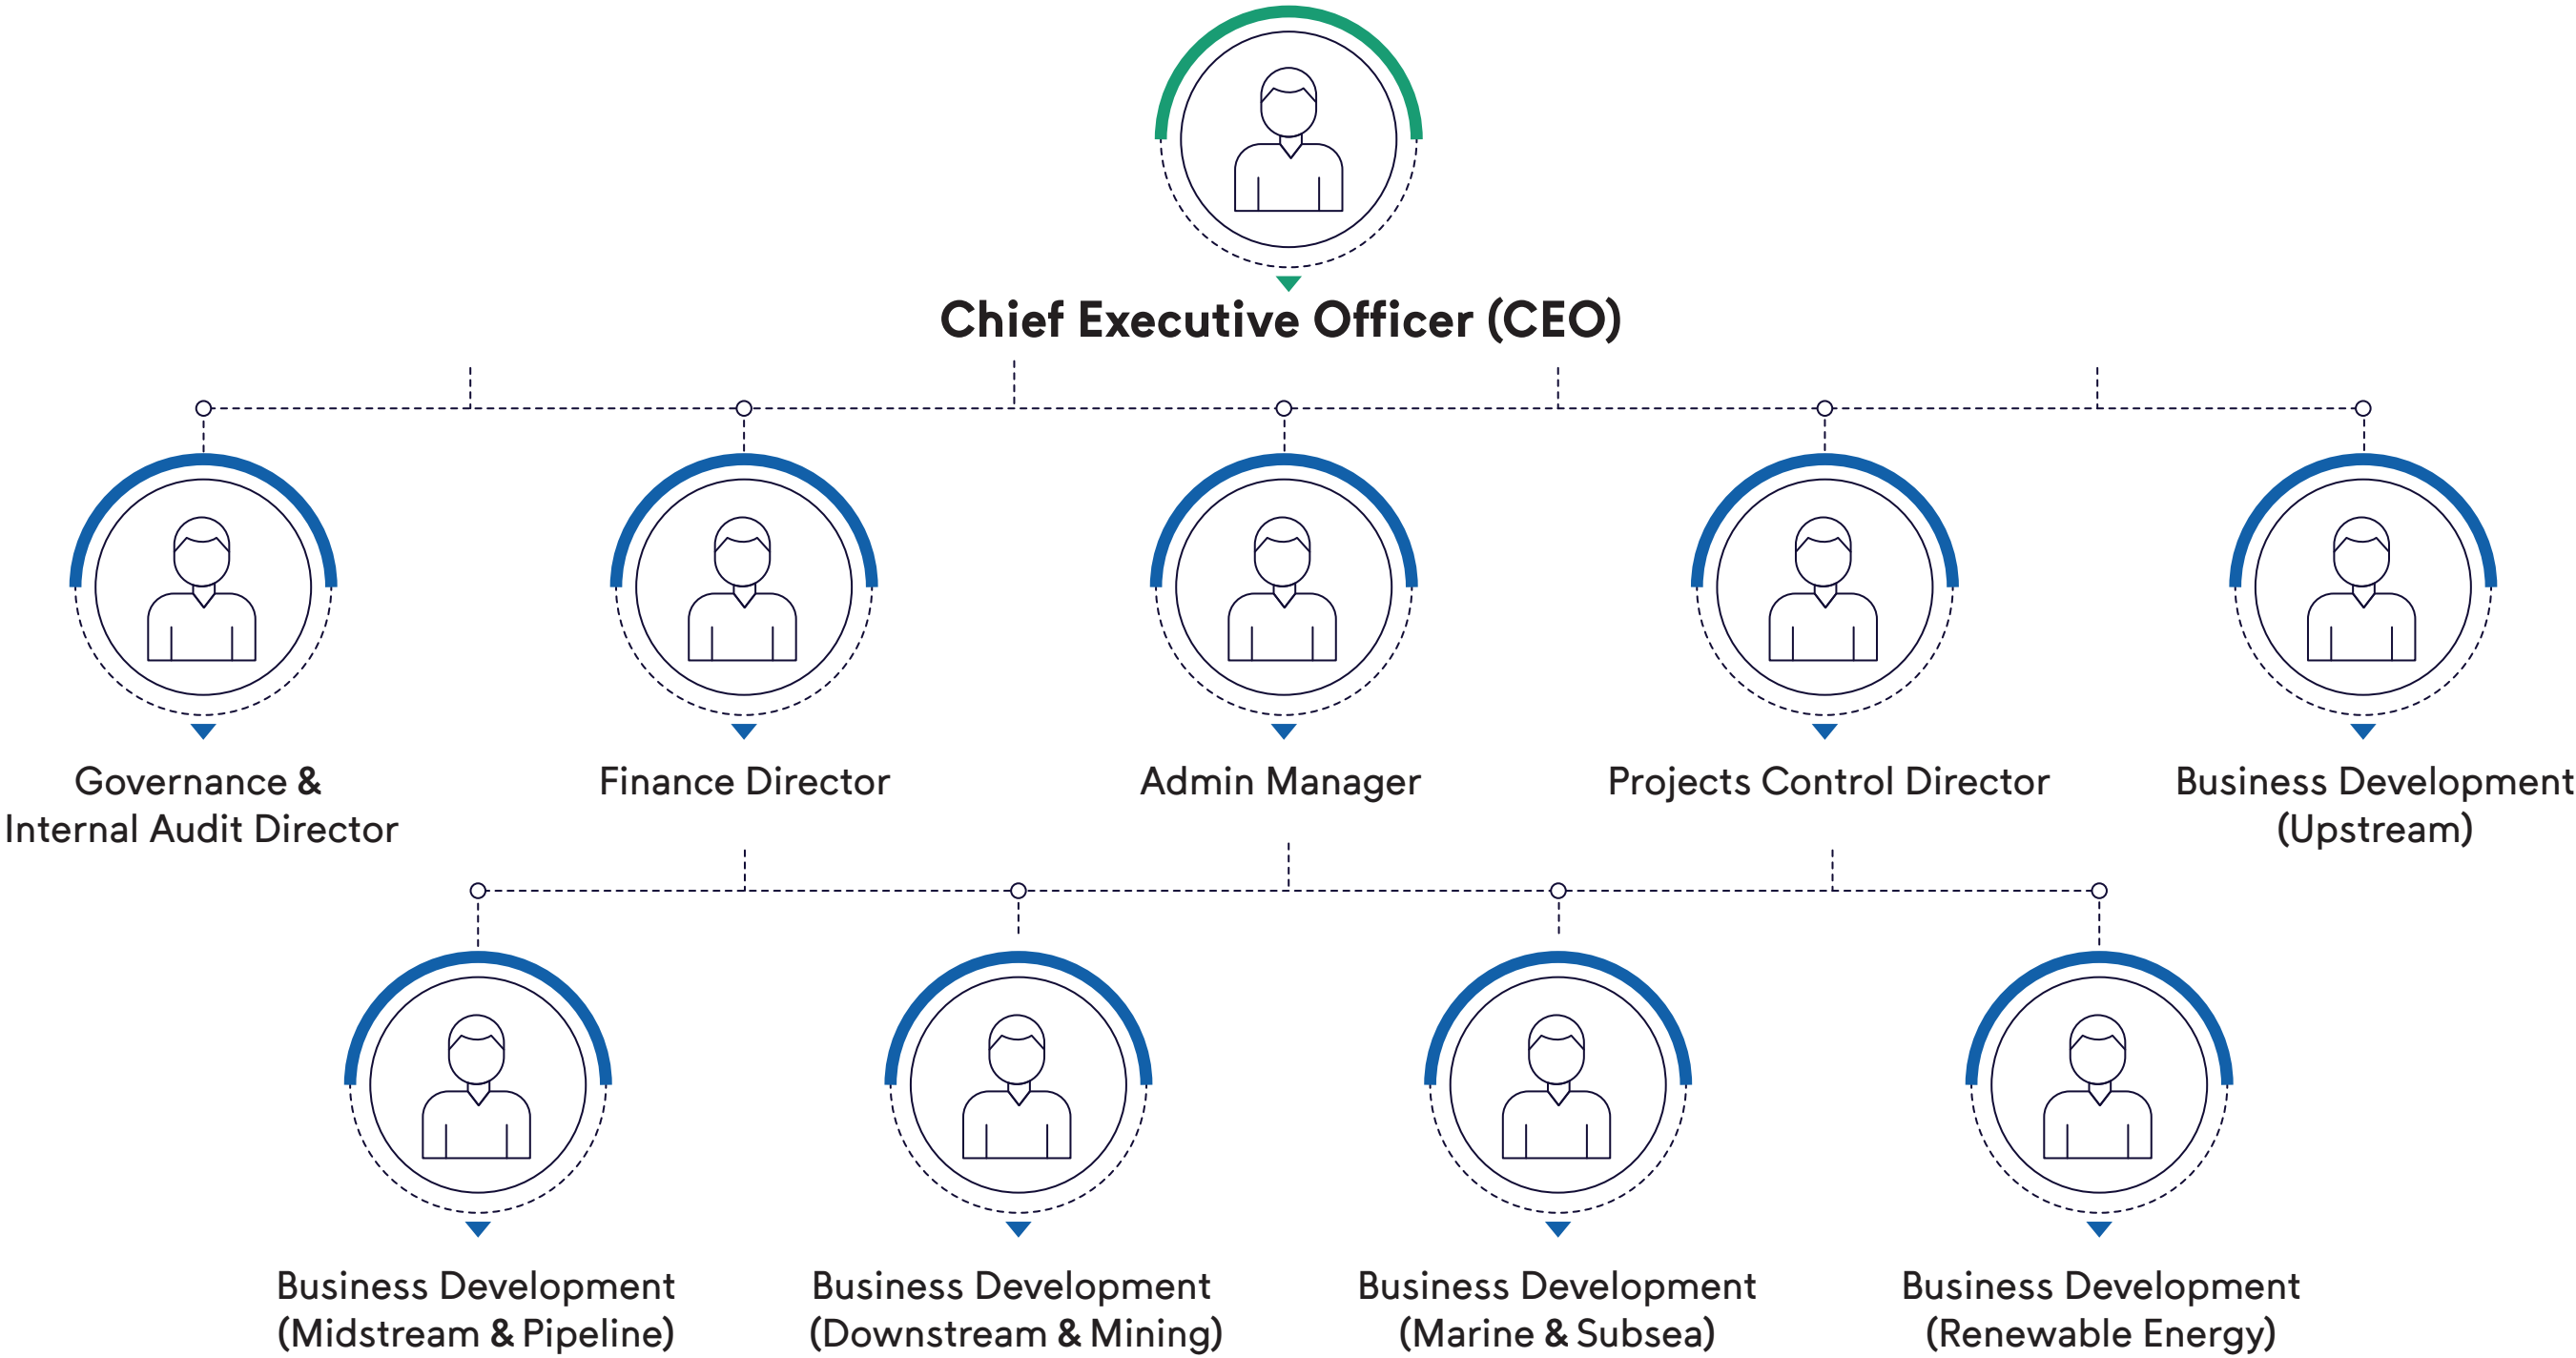 Chief Executive Officer (CEO)
Governance &
Internal Audit Director
Finance Director
Admin Manager
Projects Control Director
Business Development
(Upstream)
Business Development
(Midstream & Pipeline)
Business Development
(Downstream & Mining)
Business Development
(Marine & Subsea)
Business Development
(Renewable Energy)